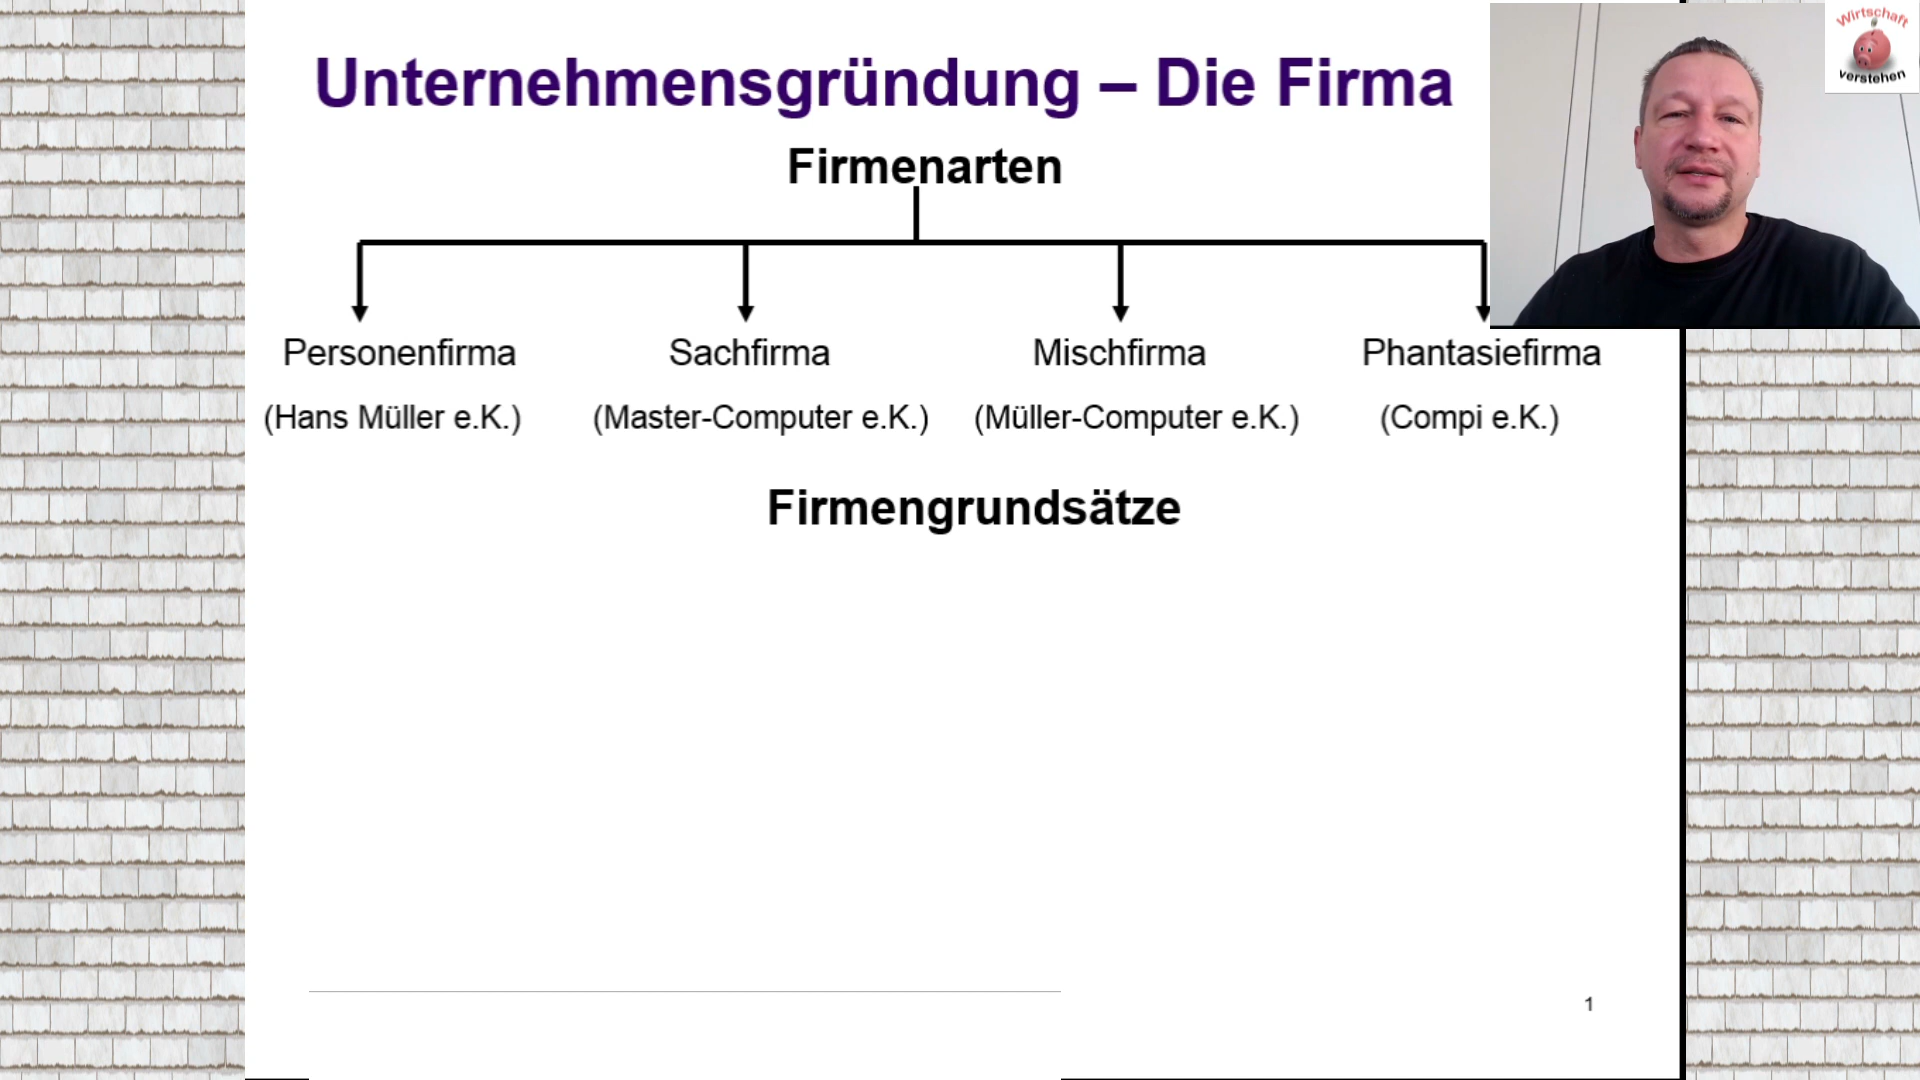 Unternehmensgründung – Die Firma
Wirtschaft
verstehen
Firmenarten
Personenfirma
Sachfirma
Mischfirma
Phantasiefirma
(Hans Müller e.K.)
(Master-Computer e.K.)
(Müller-Computer e.K.)
(Compi e.K.)
Firmengrundsätze
1